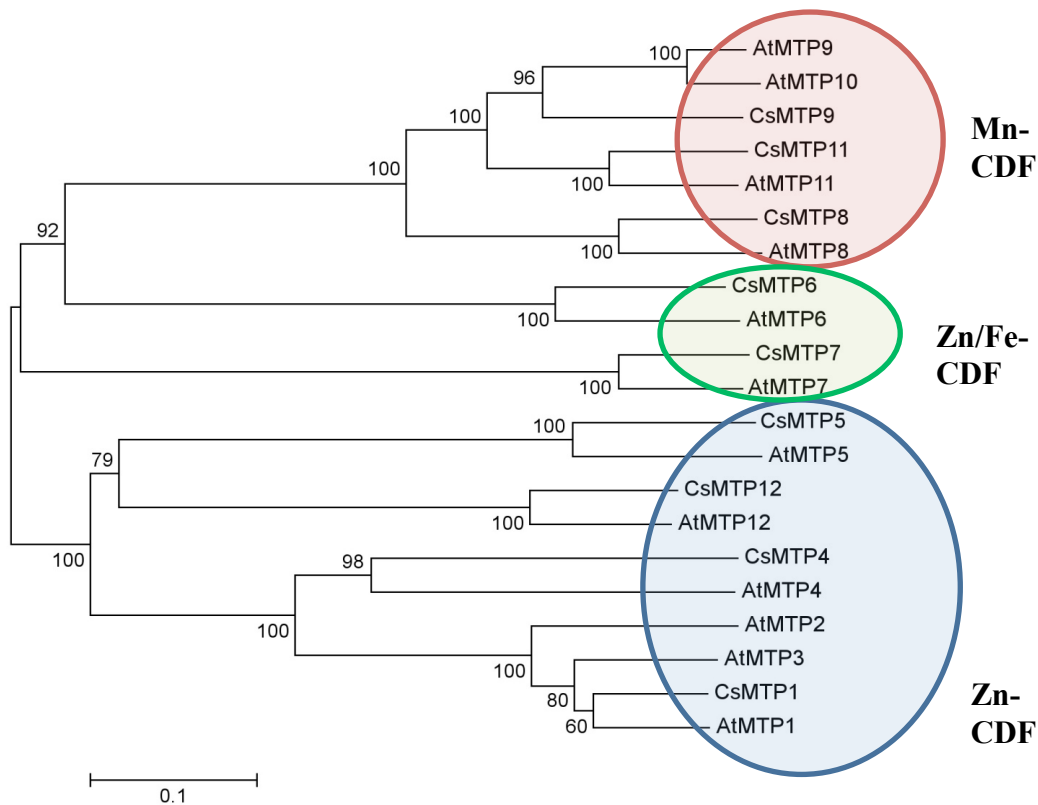 AtMTP9
100
AtMTP10
96
CsMTP9
100
CsMTP11
Mn-
CDF
100
100
AtMTP11
CsMTP8
92
100
AtMTP8
CsMTP6
100
AtMTP6
Zn/Fe-
CDF
CsMTP7
100
AtMTP7
CsMTP5
100
AtMTP5
79
CsMTP12
100
AtMTP12
100
CsMTP4
98
AtMTP4
AtMTP2
100
100
AtMTP3
CsMTP1
80
Zn-
CDF
60
AtMTP1
0.1